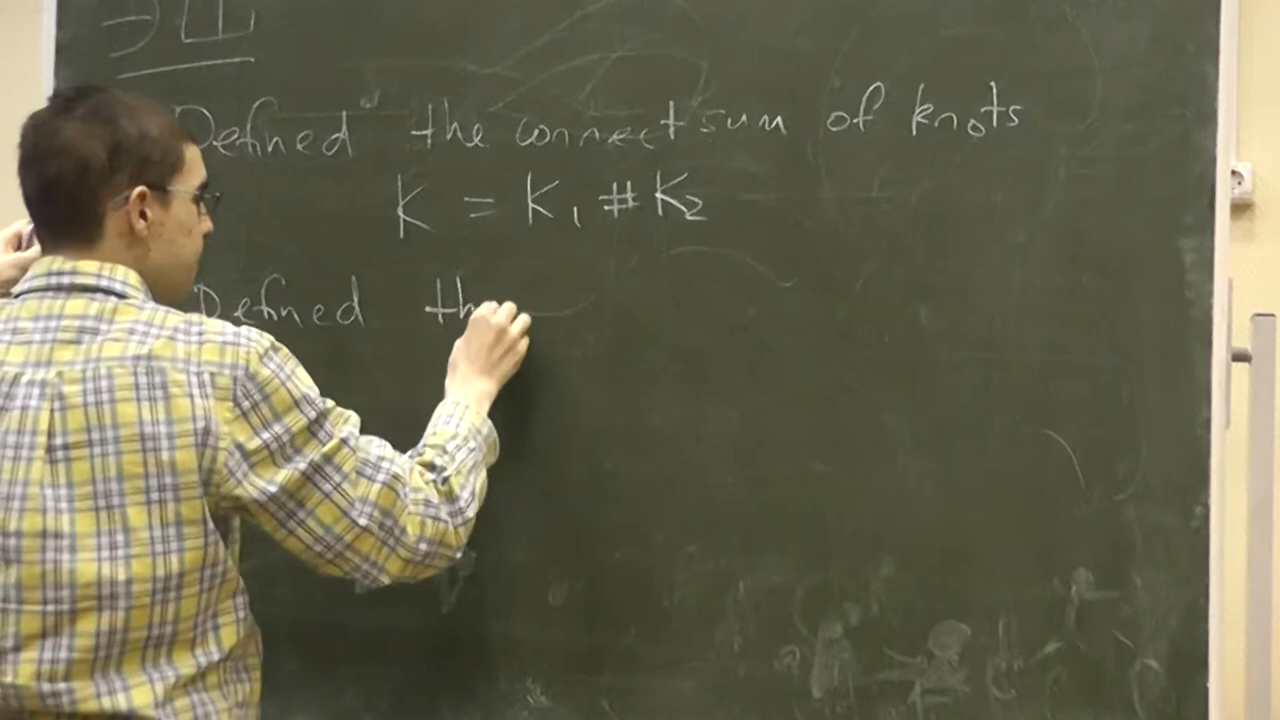 Defined the connect sum of knots
K = K₁ # K₂
Defined th